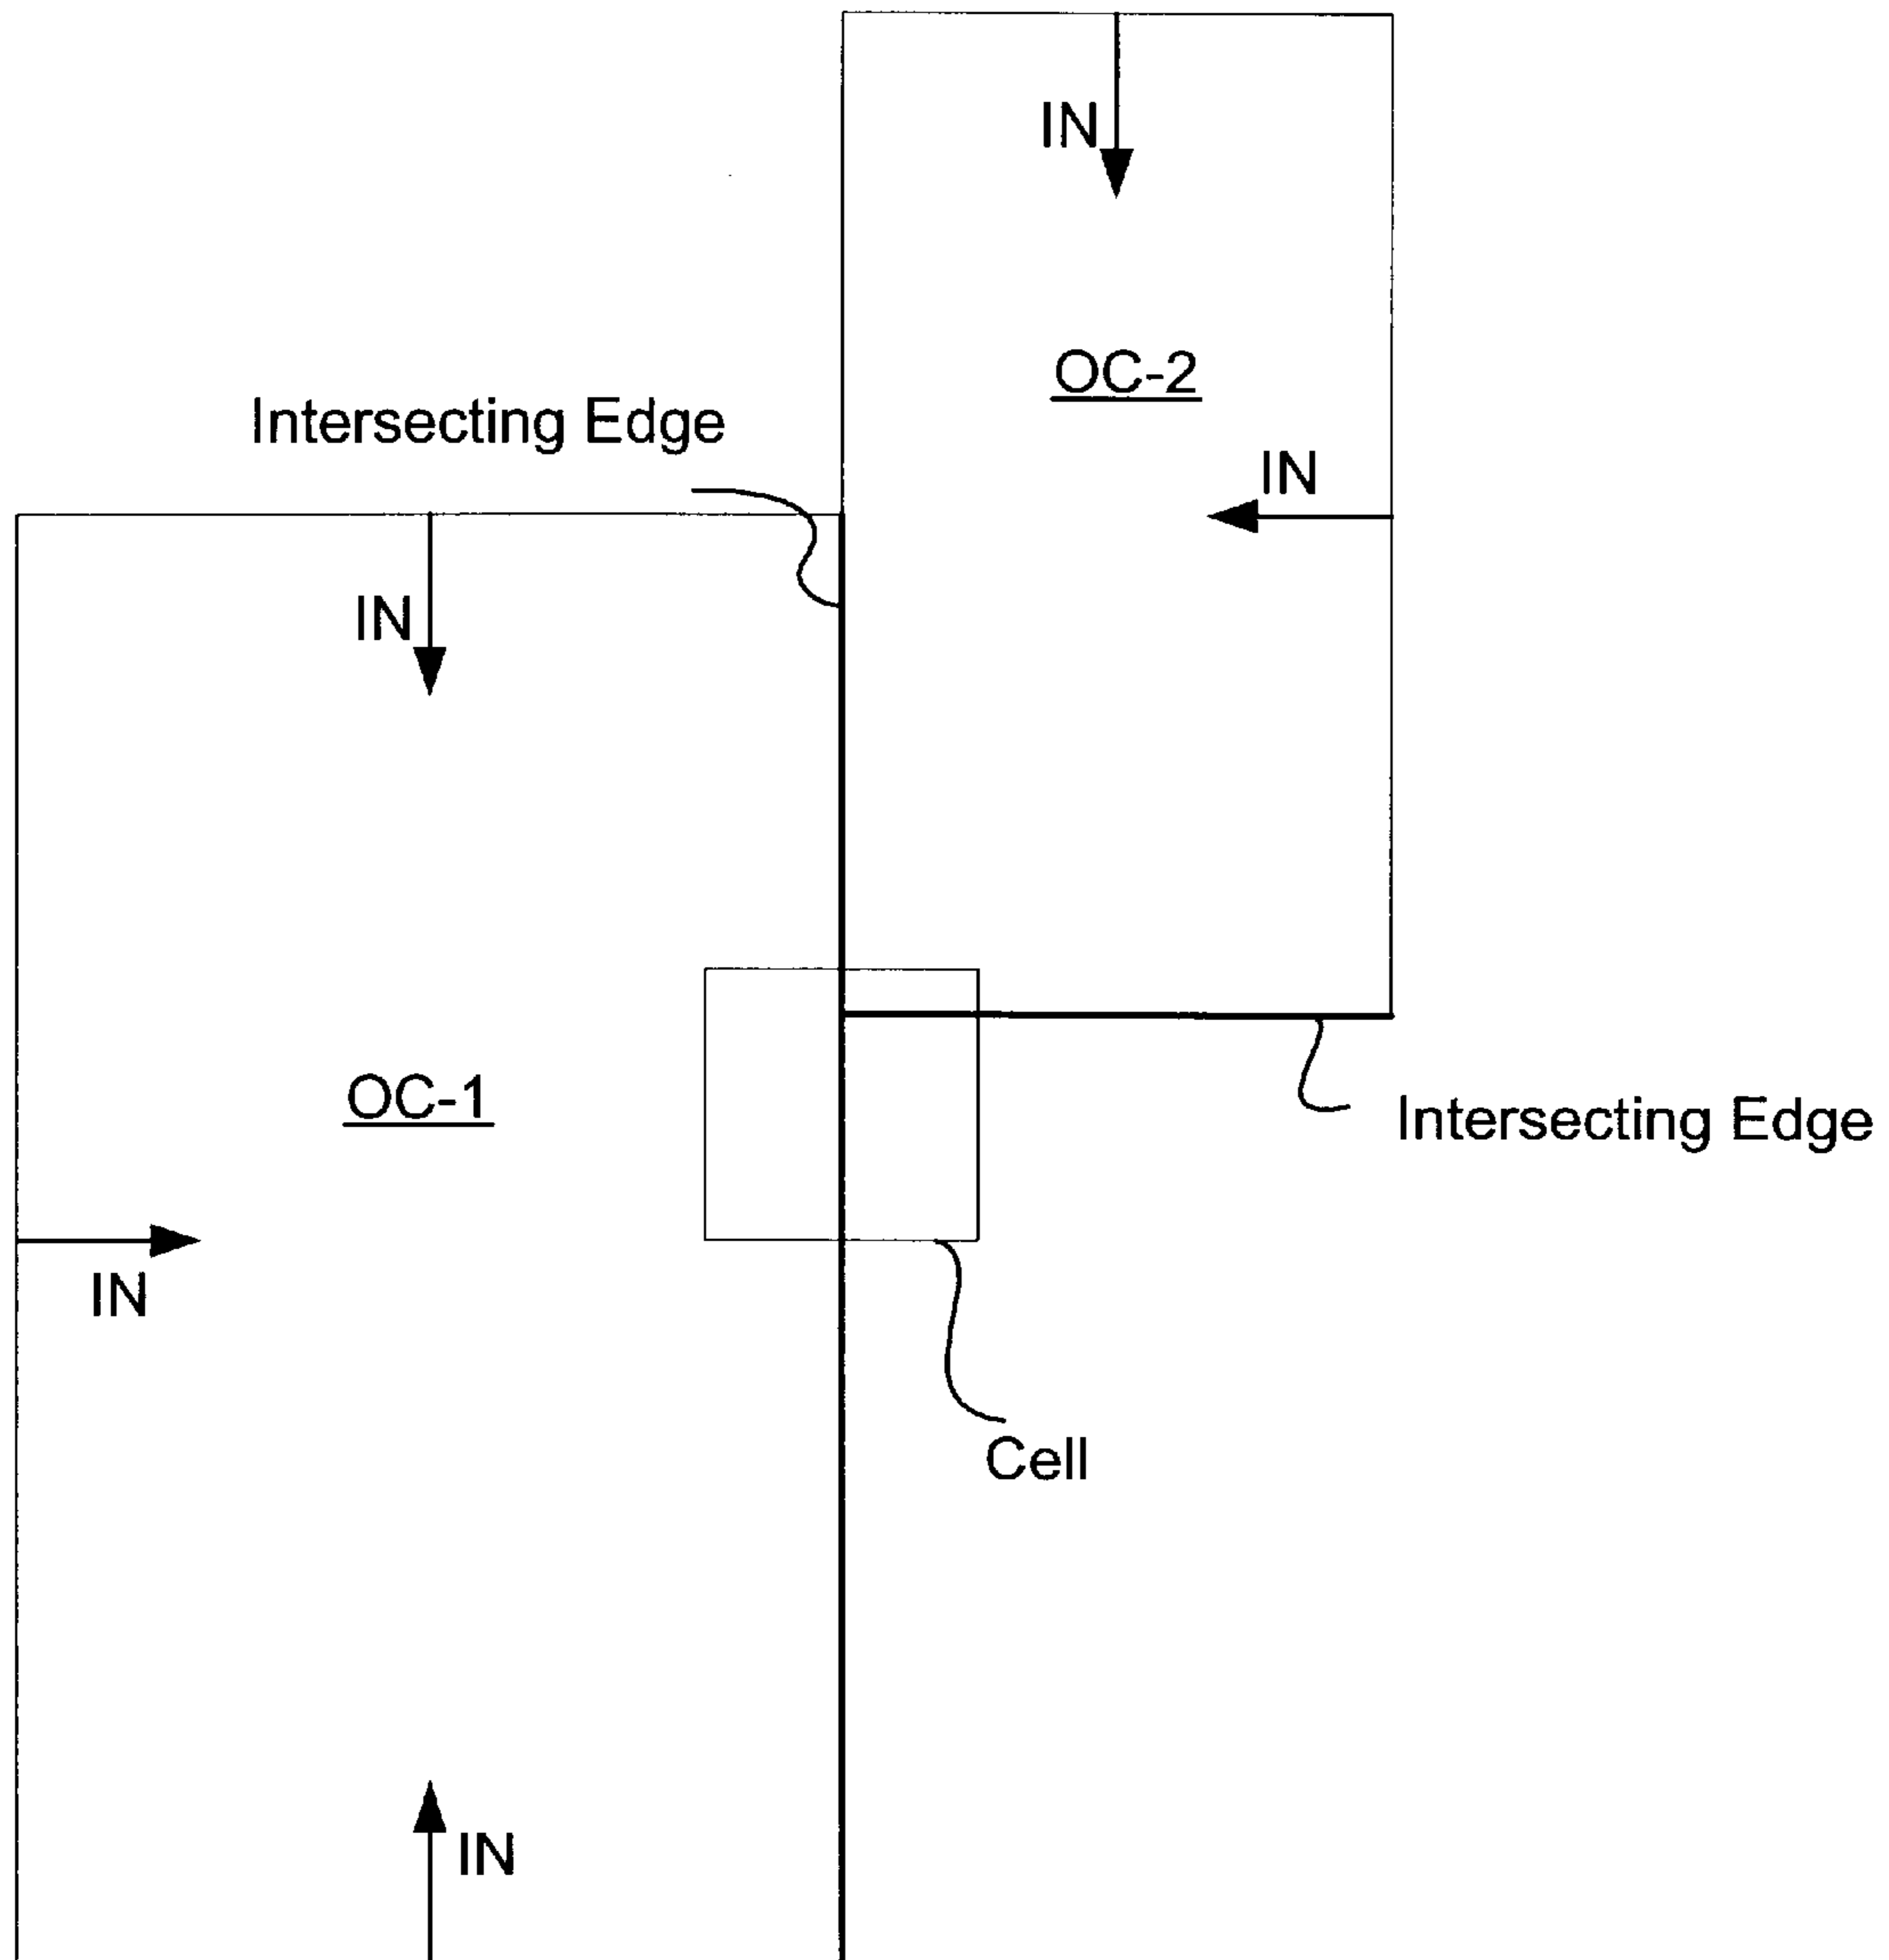 IN
OC-2
Intersecting Edge
IN
IN
OC-1
Intersecting Edge
IN
Cell
IN